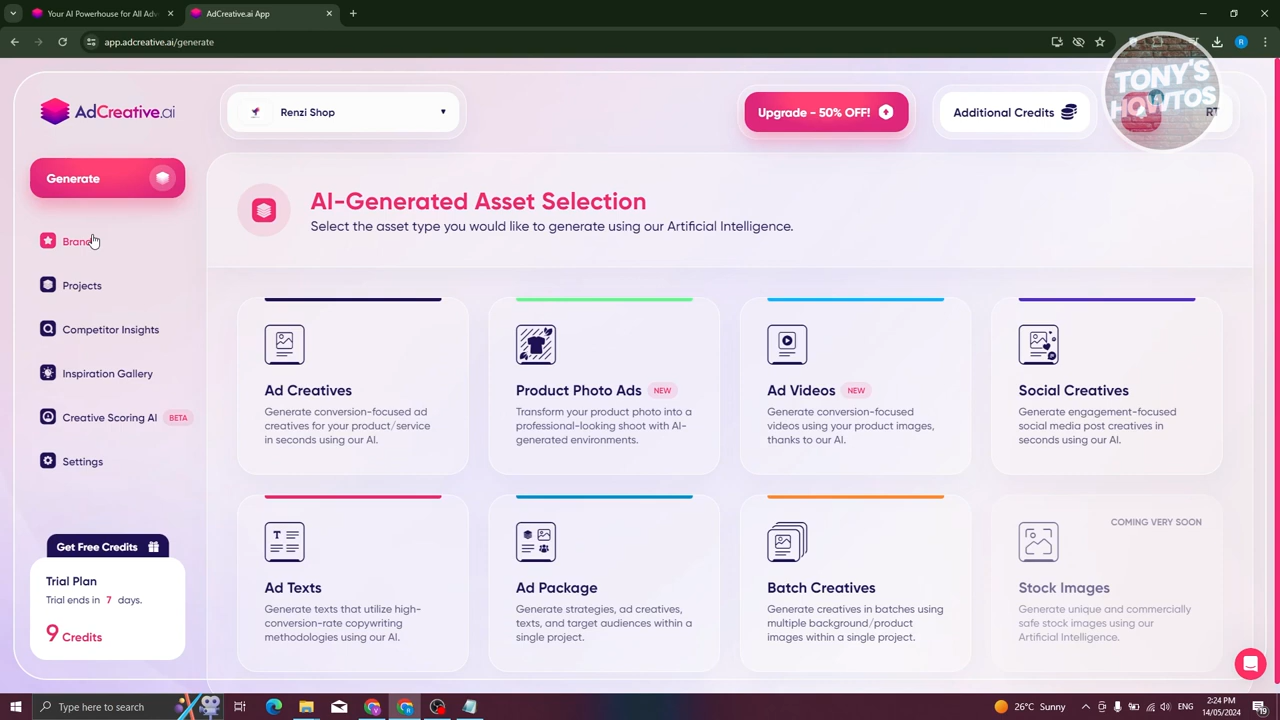 Your AI Powerhouse for All Adv
AdCreative.ai App
app.adcreative.ai/generate
TONY'S
HOWTOS
AdCreative.ai
Renzi Shop
Upgrade - 50% OFF!
Additional Credits
RT
Generate
Brand
Projects
Competitor Insights
Inspiration Gallery
Creative Scoring AI BETA
Settings
Get Free Credits
Trial Plan
Trial ends in 7 days.
9 Credits
AI-Generated Asset Selection
Select the asset type you would like to generate using our Artificial Intelligence.
Ad Creatives
Generate conversion-focused ad
creatives for your product/service
in seconds using our AI.
Product Photo Ads NEW
Transform your product photo into a
professional-looking shoot with AI-
generated environments.
Ad Videos NEW
Generate conversion-focused
videos using your product images,
thanks to our AI.
Social Creatives
Generate engagement-focused
social media post creatives in
seconds using our AI.
Ad Texts
Generate texts that utilize high-
conversion-rate copywriting
methodologies using our AI.
Ad Package
Generate strategies, ad creatives,
texts, and target audiences within a
single project.
Batch Creatives
Generate creatives in batches using
multiple background/product
images within a single project.
COMING VERY SOON
Stock Images
Generate unique and commercially
safe stock images using our
Artificial Intelligence.
Type here to search
26°C Sunny
ENG
2:24 PM
14/05/2024